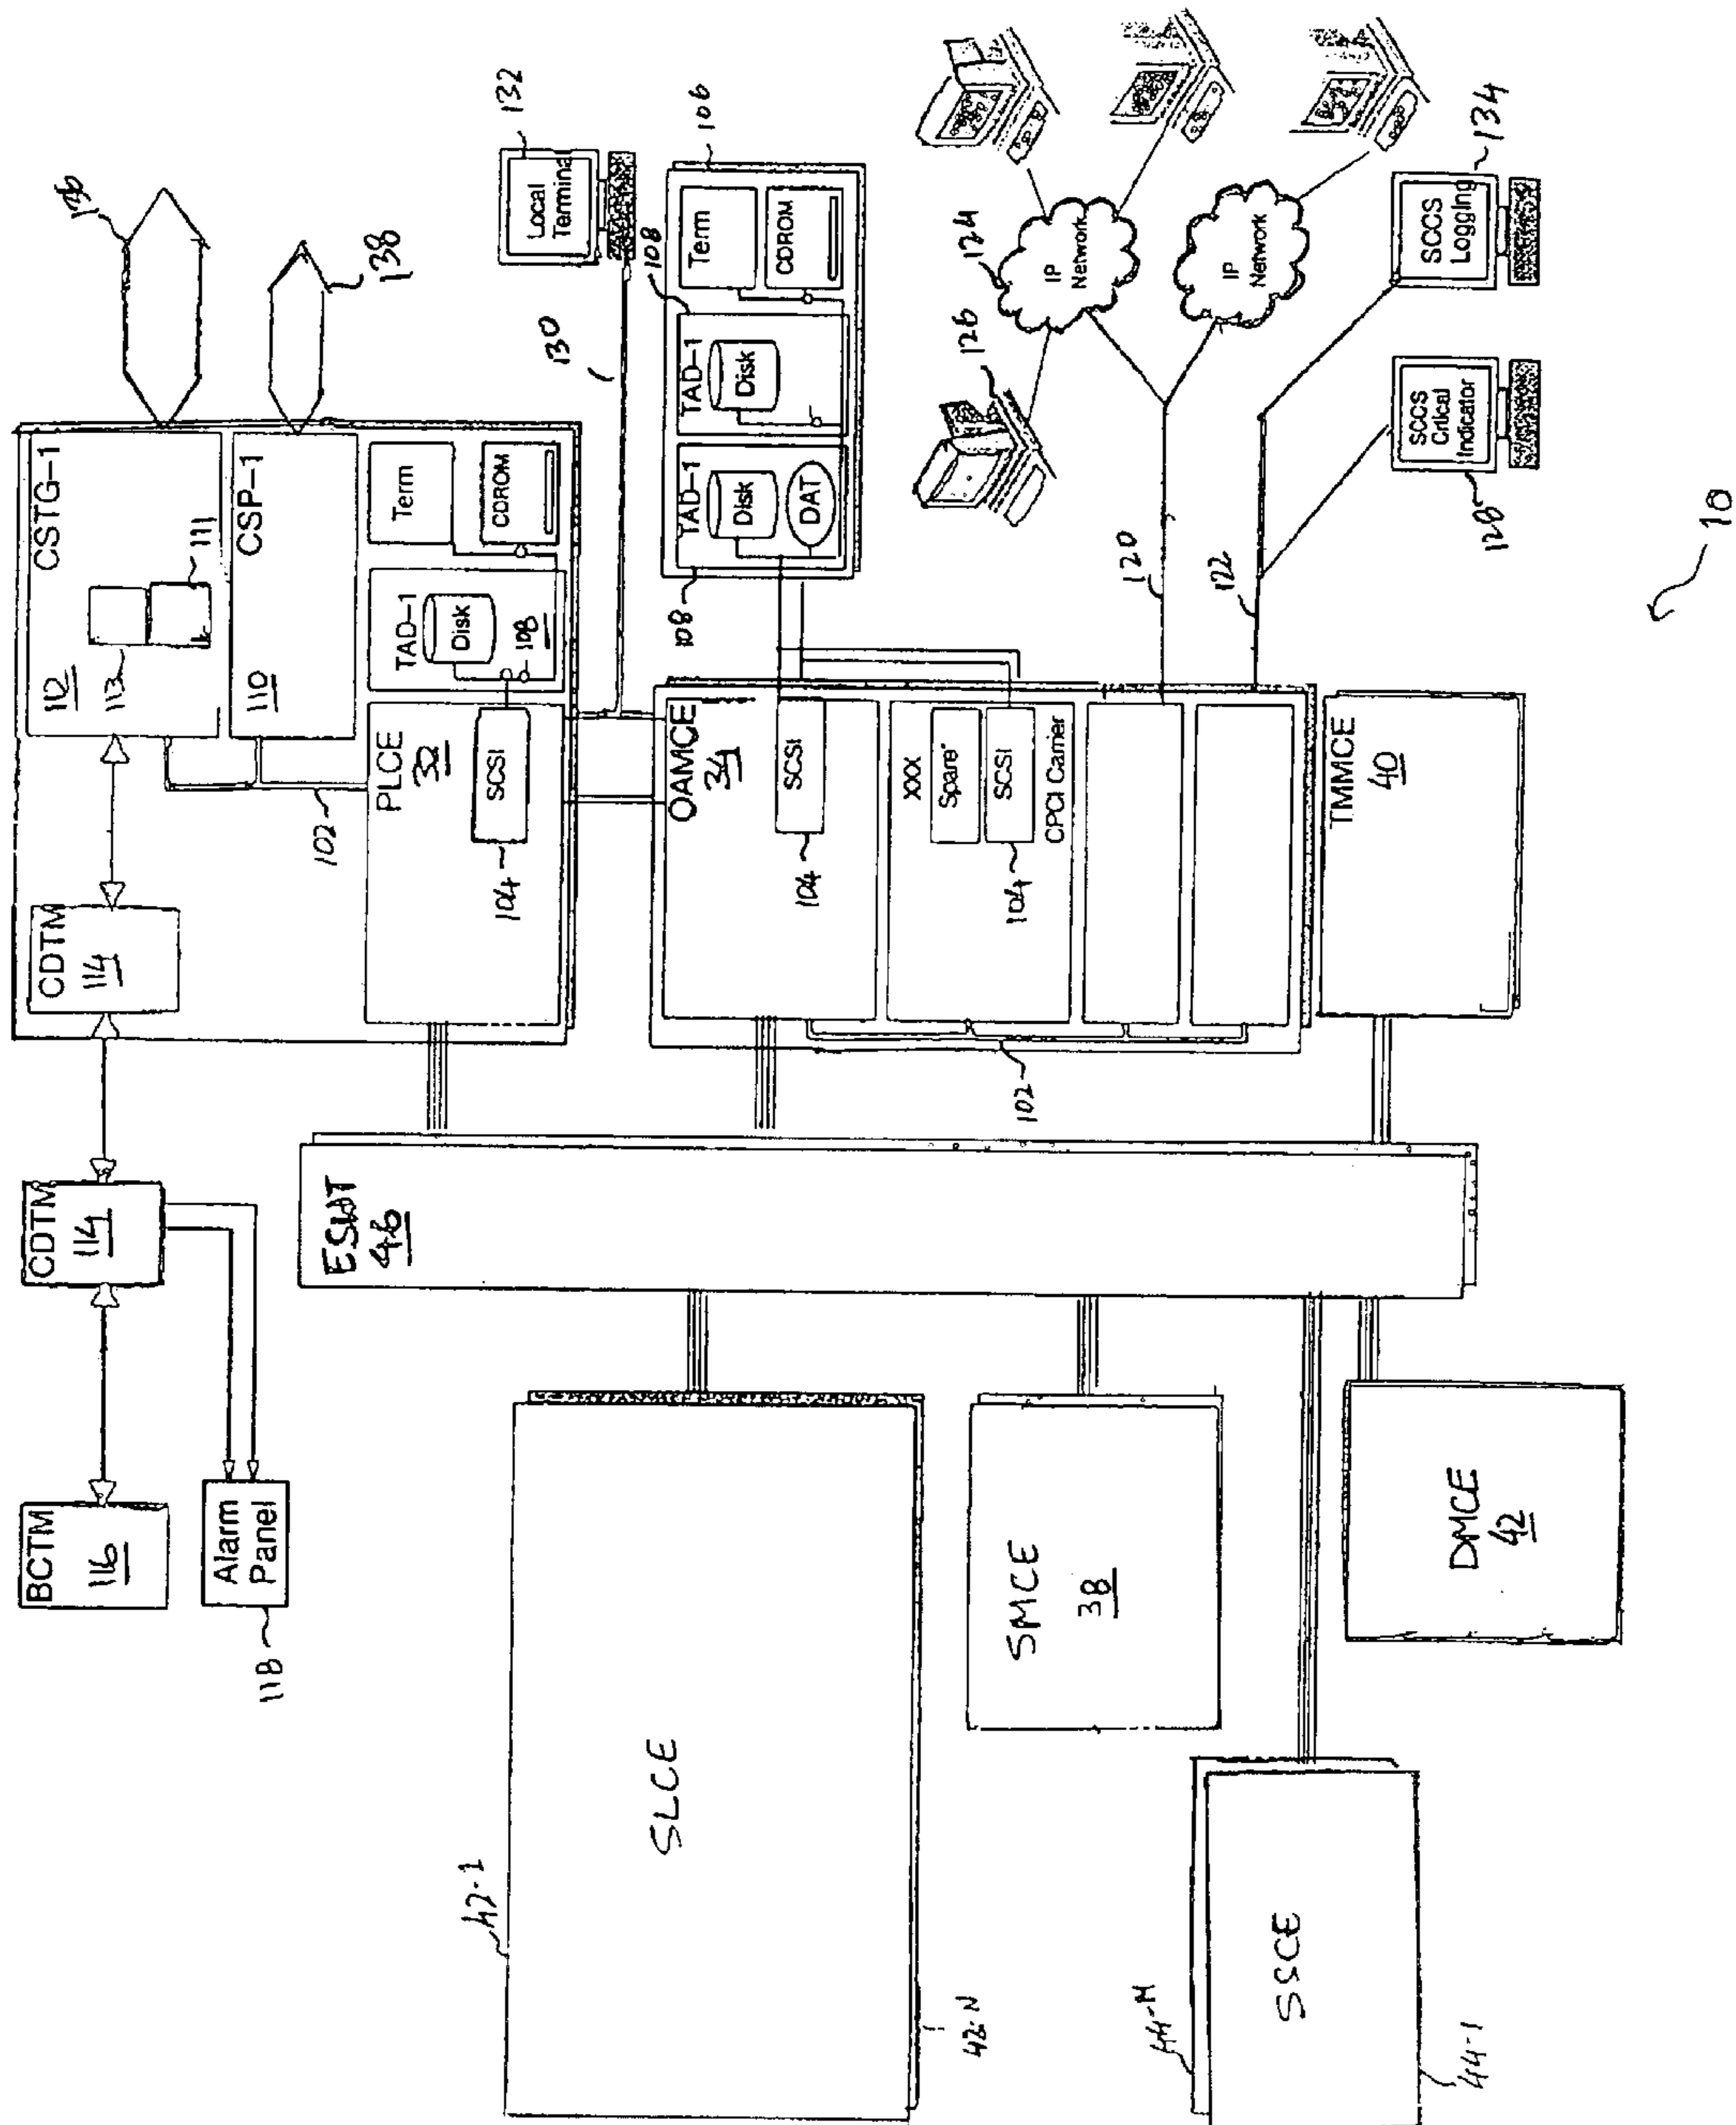 BCTM
116
CDTM
114
CDTM
114
CSTG-1
112
113
111
136
118
Alarm
Panel
CSP-1
110
138
102
PLCE
32
SCSI
104
TAD-1
Disk
108
Term
CDROM
ESWT
46
42-1
SLCE
42-N
130
Local
Termina
132
OAMCE
34
SCSI
104
XXX
Spare
SCSI
104
CPCI Carrier
102
108
TAD-1
Disk
DAT
TAD-1
Disk
108
Term
CDROM
106
SMCE
38
126
124
IP
Network
IP
Network
120
122
44-M
SSCE
44-1
DMCE
42
TMMCE
40
SCCS
Critical
Indicator
128
SCCS
Logging
134
10